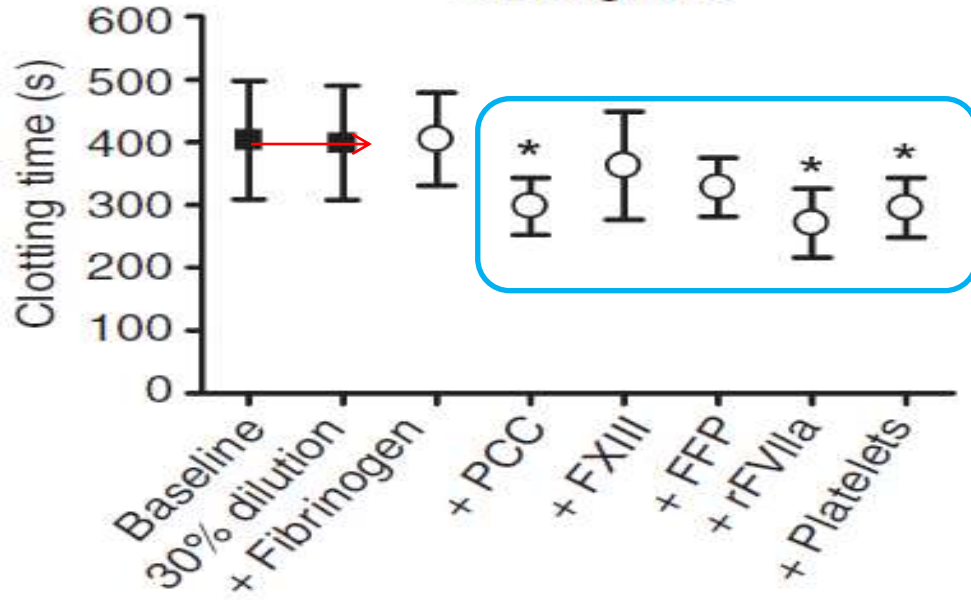 600
500
400
300
200
100
0
Clotting time (s)
*
*
*
Baseline
30% dilution
+ Fibrinogen
+ PCC
+ FXIII
+ FFP
+ rFVIIa
+ Platelets